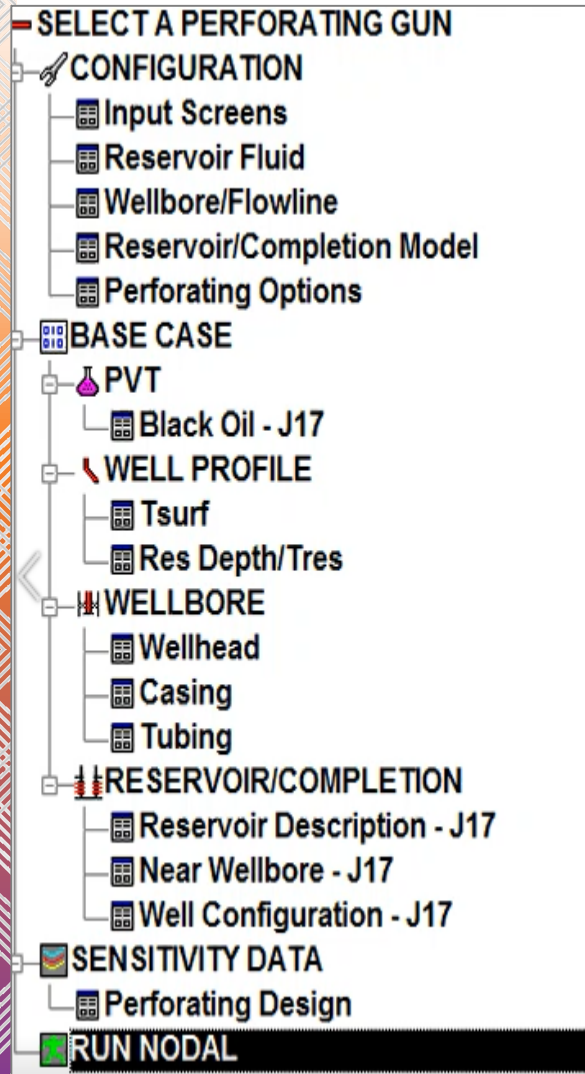 SELECT A PERFORATING GUN
CONFIGURATION
Input Screens
Reservoir Fluid
Wellbore/Flowline
Reservoir/Completion Model
Perforating Options
BASE CASE
PVT
Black Oil - J17
WELL PROFILE
Tsurf
Res Depth/Tres
WELLBORE
Wellhead
Casing
Tubing
RESERVOIR/COMPLETION
Reservoir Description - J17
Near Wellbore - J17
Well Configuration - J17
SENSITIVITY DATA
Perforating Design
RUN NODAL